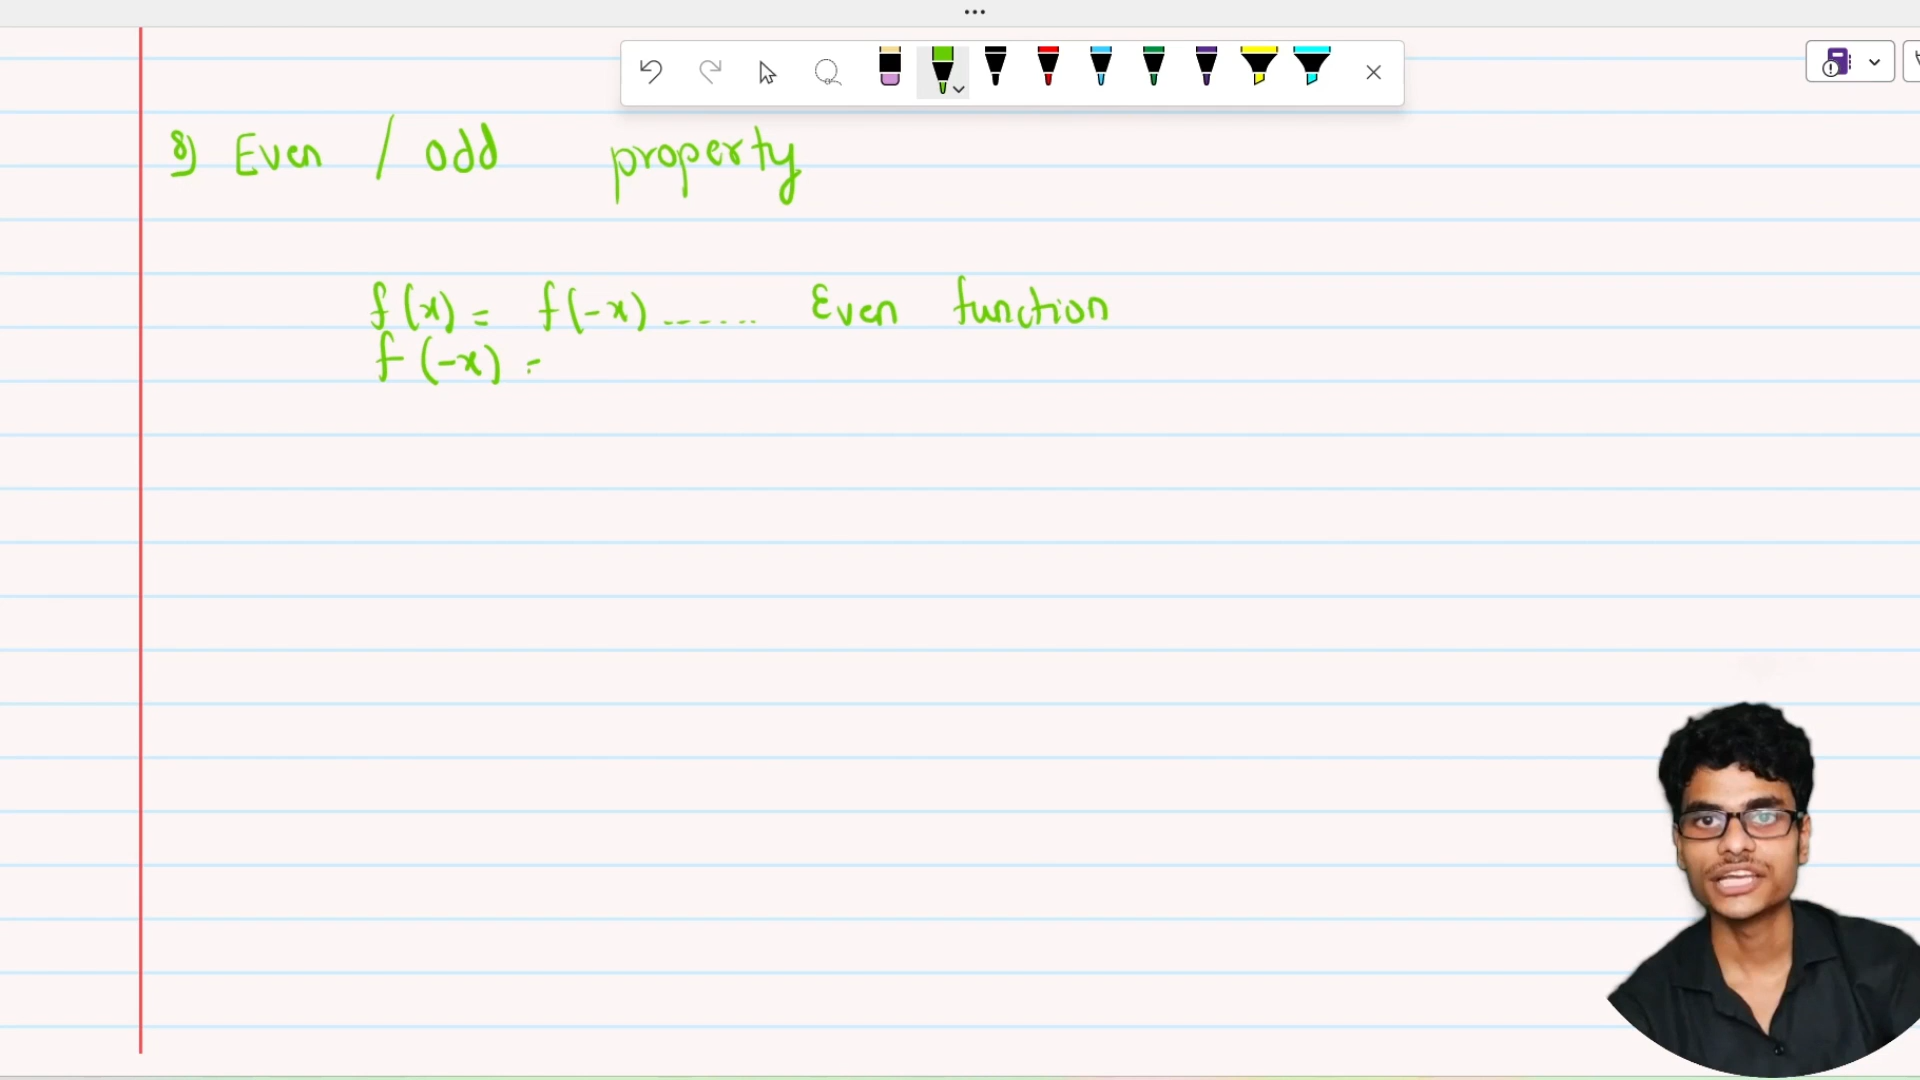 8) Even / odd property
f(x) = f(-x) ...... Even function
f(-x) =